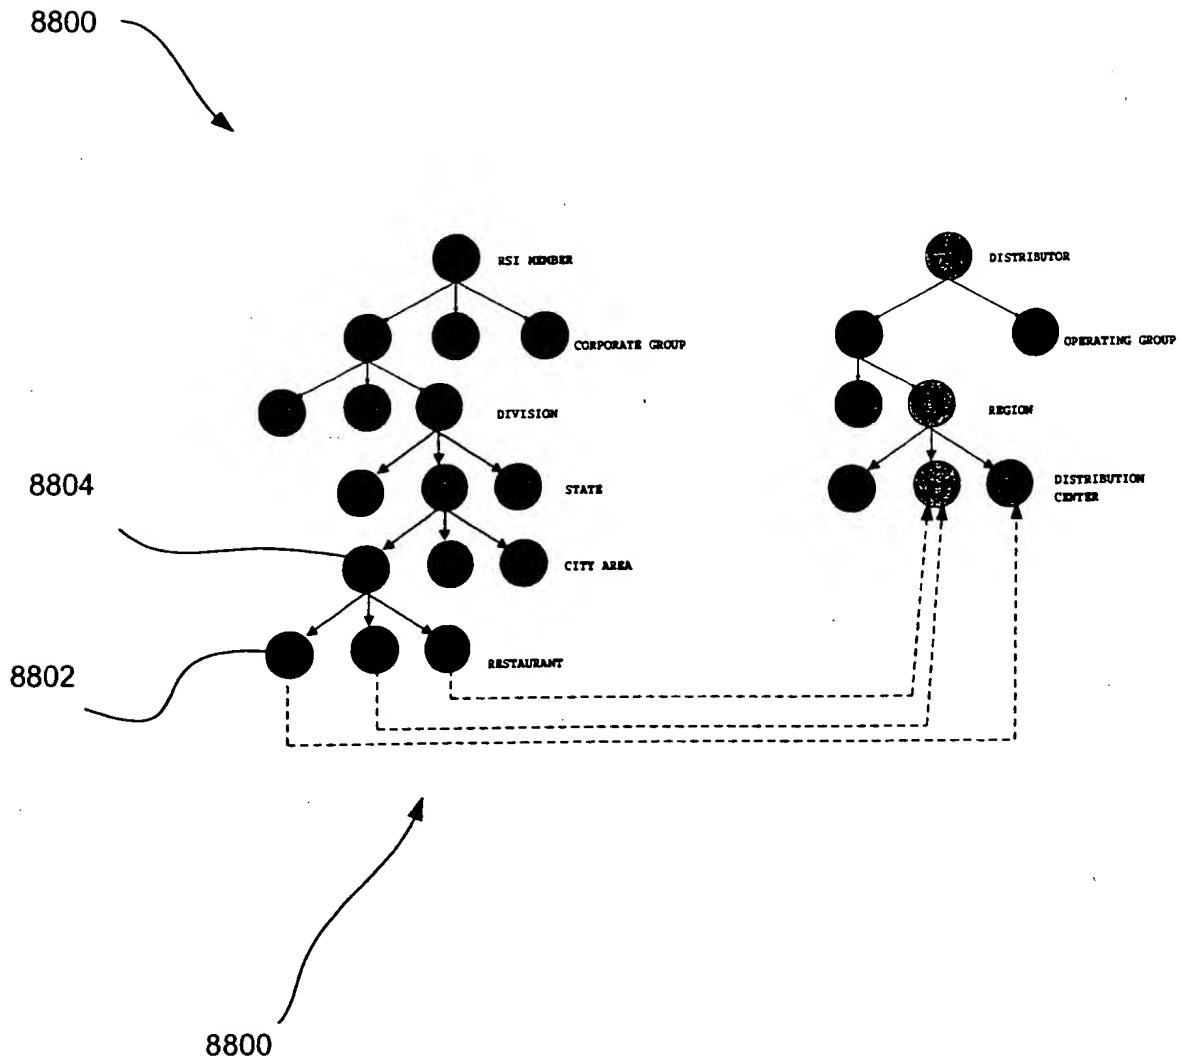 8800
RSI MEMBER
DISTRIBUTOR
CORPORATE GROUP
OPERATING GROUP
DIVISION
REGION
8804
STATE
DISTRIBUTION
CENTER
CITY AREA
8802
RESTAURANT
8800